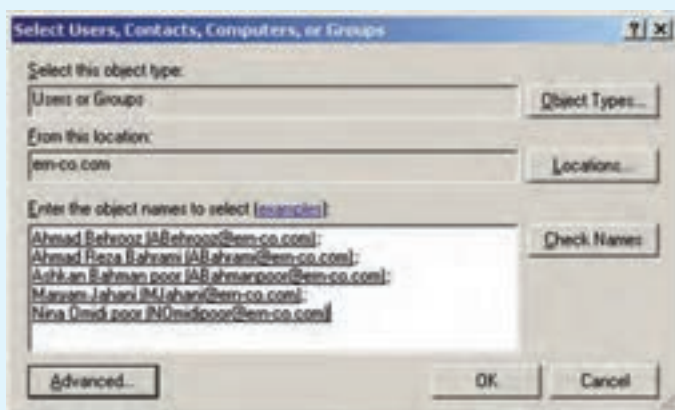 Select Users, Contacts, Computers, or Groups
Select this object type:
Users or Groups
Object Types...
From this location:
em-co.com
Locations...
Enter the object names to select (examples):
Ahmad Behrooz (ABehrooz@em-co.com);
Ahmad Reza Bahrami (ABahrami@em-co.com);
Ashkan Bahman poor (ABahmanpoor@em-co.com);
Maryam Jahani (MJahani@em-co.com);
Nina Omidi poor (NOmidipoor@em-co.com)
Check Names
Advanced...
OK
Cancel